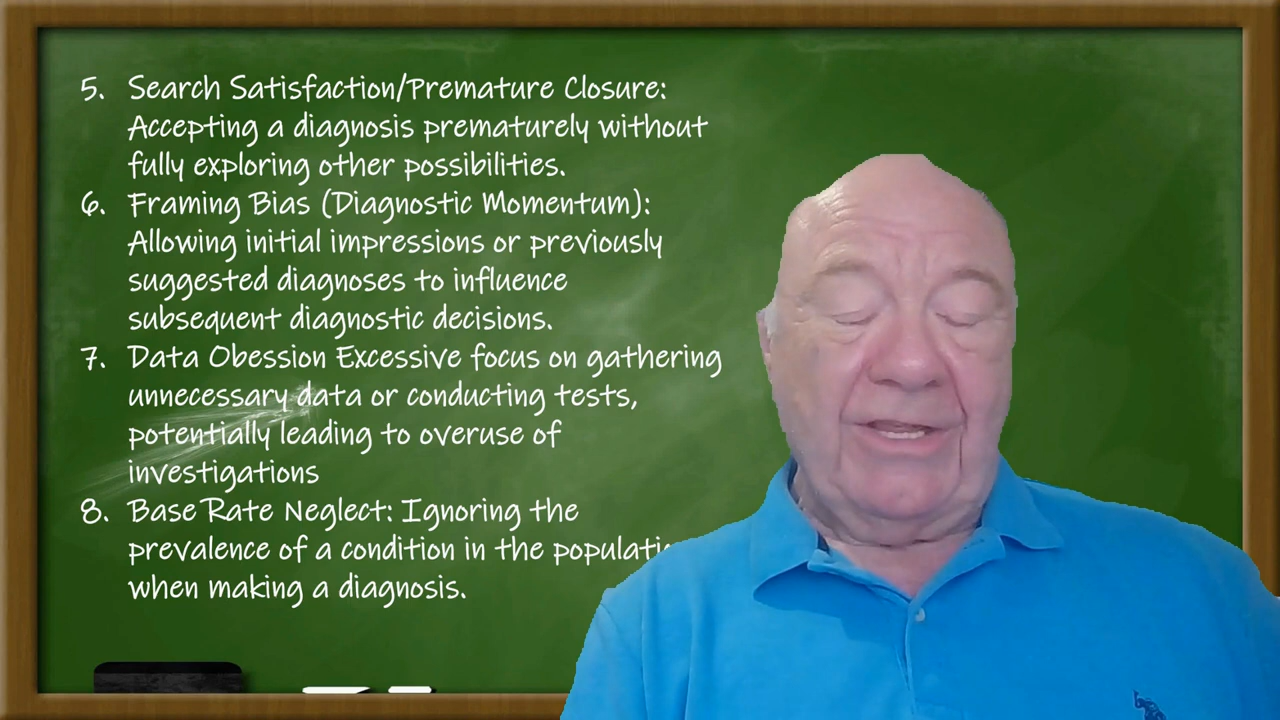 5. Search Satisfaction/Premature Closure:
Accepting a diagnosis prematurely without
fully exploring other possibilities.
6. Framing Bias (Diagnostic Momentum):
Allowing initial impressions or previously
suggested diagnoses to influence
subsequent diagnostic decisions.
7. Data Obession Excessive focus on gathering
unnecessary data or conducting tests,
potentially leading to overuse of
investigations
8. Base Rate Neglect: Ignoring the
prevalence of a condition in the
when making a diagnosis.